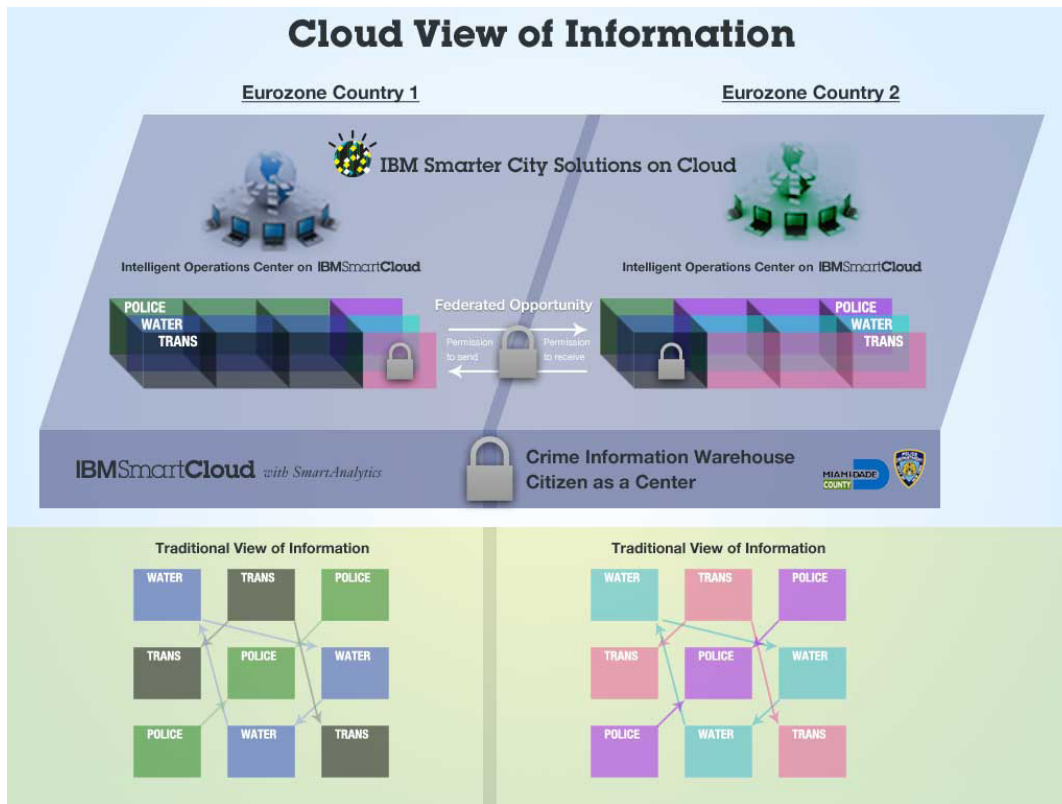 Cloud View of Information
Eurozone Country 1
Eurozone Country 2
IBM Smarter City Solutions on Cloud
Intelligent Operations Center on IBMSmartCloud
Intelligent Operations Center on IBMSmartCloud
POLICE
WATER
TRANS
Federated Opportunity
Permission
to send
Permission
to receive
POLICE
WATER
TRANS
IBMSmartCloud with SmartAnalytics
Crime Information Warehouse
Citizen as a Center
MIAMI-DADE
COUNTY
Traditional View of Information
WATER TRANS POLICE
TRANS POLICE WATER
POLICE WATER TRANS
Traditional View of Information
WATER TRANS POLICE
TRANS POLICE WATER
POLICE WATER TRANS